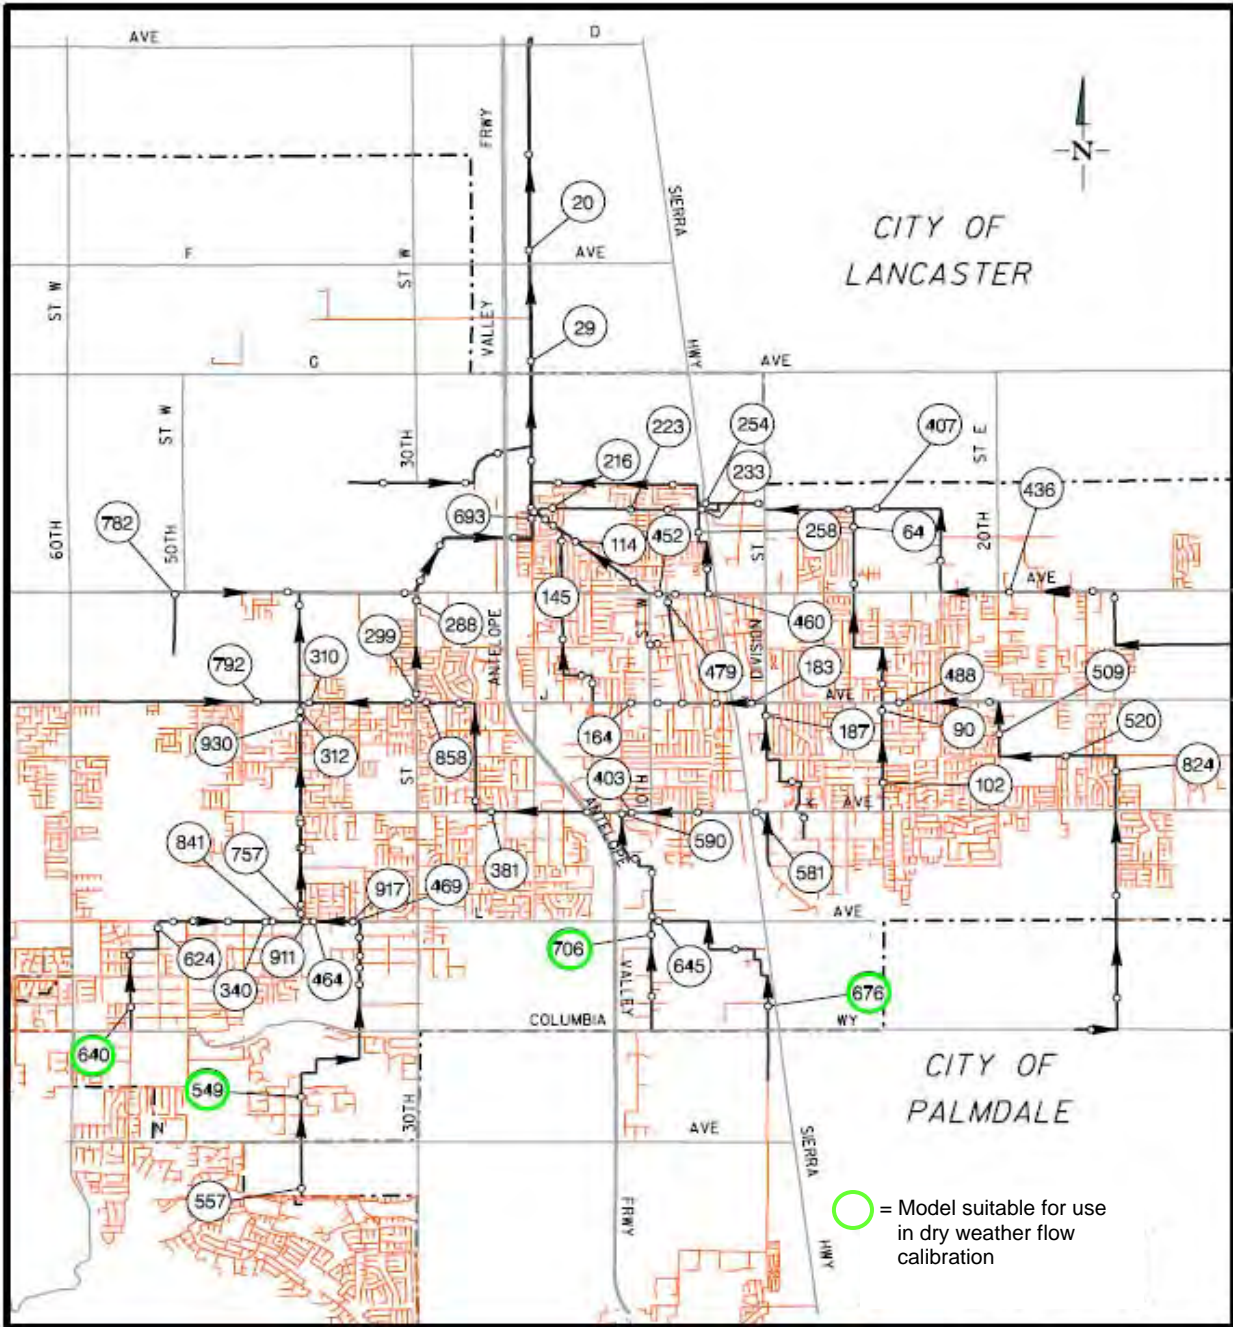 AVE
D
FRWY
SIERRA
N
20
CITY OF
LANCASTER
F
AVE
ST W
ST W
29
VALLEY
HWY
G
AVE
ST W
30TH
ST E
223
254
407
216
233
436
782
693
60TH
50TH
114
452
258
64
20TH
AVE
145
ST W
288
460
299
ANTELOPE
479
DIVISION
ST
183
792
310
J
AVE
488
509
930
312
ST
858
164
187
90
520
403
10TH
102
824
ANTELOPE
K
AVE
841
757
381
590
581
917
469
L
AVE
624
340
911
464
706
VALLEY
645
676
COLUMBIA
WY
640
549
CITY OF
PALMDALE
30TH
N
AVE
SIERRA
557
FRWY
HWY
= Model suitable for use
in dry weather flow
calibration